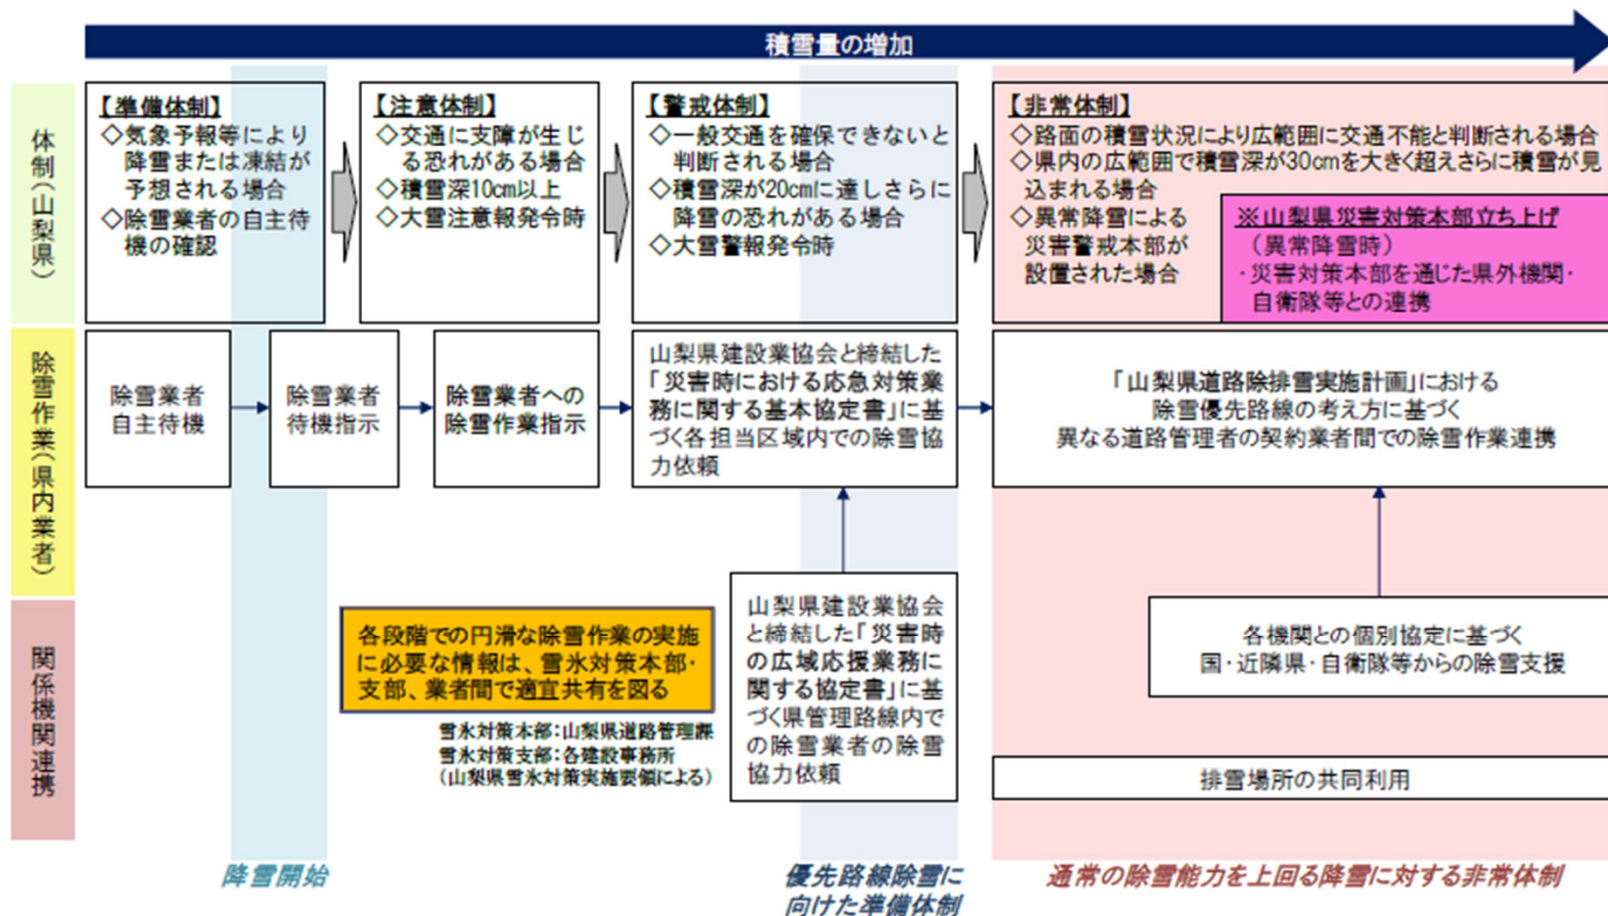 積雪量の増加
体制(山梨県)
【準備体制】
◇気象予報等により
降雪または凍結が
予想される場合
◇除雪業者の自主待
機の確認
【注意体制】
◇交通に支障が生じ
る恐れがある場合
◇積雪深10cm以上
◇大雪注意報発令時
【警戒体制】
◇一般交通を確保できないと
判断される場合
◇積雪深が20cmに達しさらに
降雪の恐れがある場合
◇大雪警報発令時
【非常体制】
◇路面の積雪状況により広範囲に交通不能と判断される場合
◇県内の広範囲で積雪深が30cmを大きく超えさらに積雪が見
込まれる場合
◇異常降雪による
災害警戒本部が
設置された場合
※山梨県災害対策本部立ち上げ
(異常降雪時)
・災害対策本部を通じた県外機関・
自衛隊等との連携
除雪作業(県内業者)
除雪業者
自主待機
除雪業者
待機指示
除雪業者への
除雪作業指示
山梨県建設業協会と締結した
「災害時における応急対策業
務に関する基本協定書」に基
づく各担当区域内での除雪協
力依頼
「山梨県道路除排雪実施計画」における
除雪優先路線の考え方に基づく
異なる道路管理者の契約業者間での除雪作業連携
関係機関連携
各段階での円滑な除雪作業の実施
に必要な情報は、雪氷対策本部・
支部、業者間で適宜共有を図る
雪氷対策本部:山梨県道路管理課
雪氷対策支部:各建設事務所
(山梨県雪氷対策実施要領による)
山梨県建設業協会
と締結した「災害時
の広域応援業務に
関する協定書」に基
づく県管理路線内で
の除雪業者の除雪
協力依頼
各機関との個別協定に基づく
国・近隣県・自衛隊等からの除雪支援
排雪場所の共同利用
降雪開始
優先路線除雪に
向けた準備体制
通常の除雪能力を上回る降雪に対する非常体制